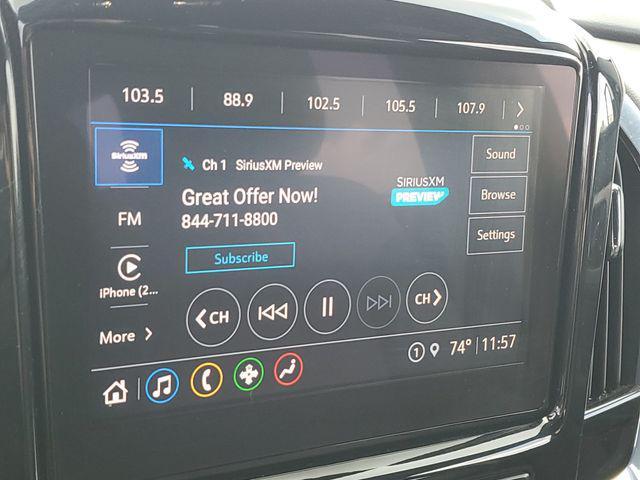 103.5 88.9 102.5 105.5 107.9
SiriusXM
Ch 1 SiriusXM Preview
Great Offer Now!
844-711-8800
SIRIUSXM
PREVIEW
Subscribe
Sound
Browse
Settings
FM
iPhone (2...
More
CH
CH
1 74° 11:57